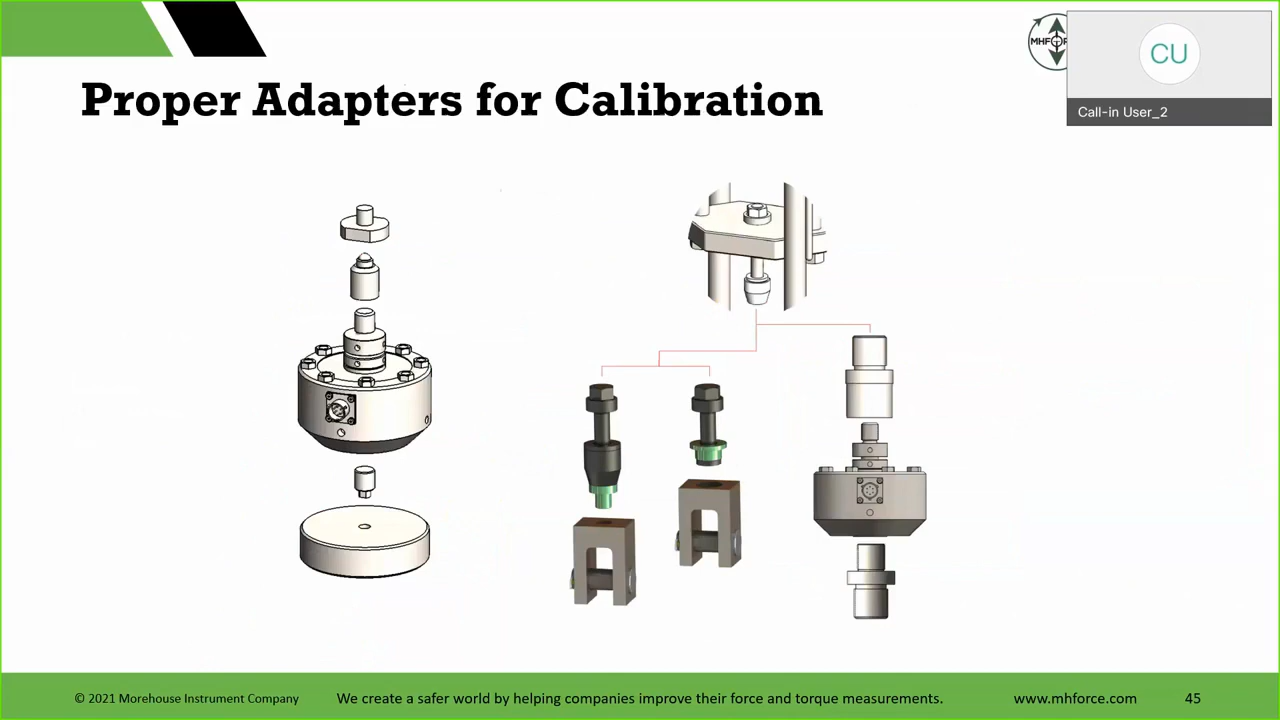 MHFOR
CU
Call-in User_2
Proper Adapters for Calibration
© 2021 Morehouse Instrument Company
We create a safer world by helping companies improve their force and torque measurements.
www.mhforce.com
45